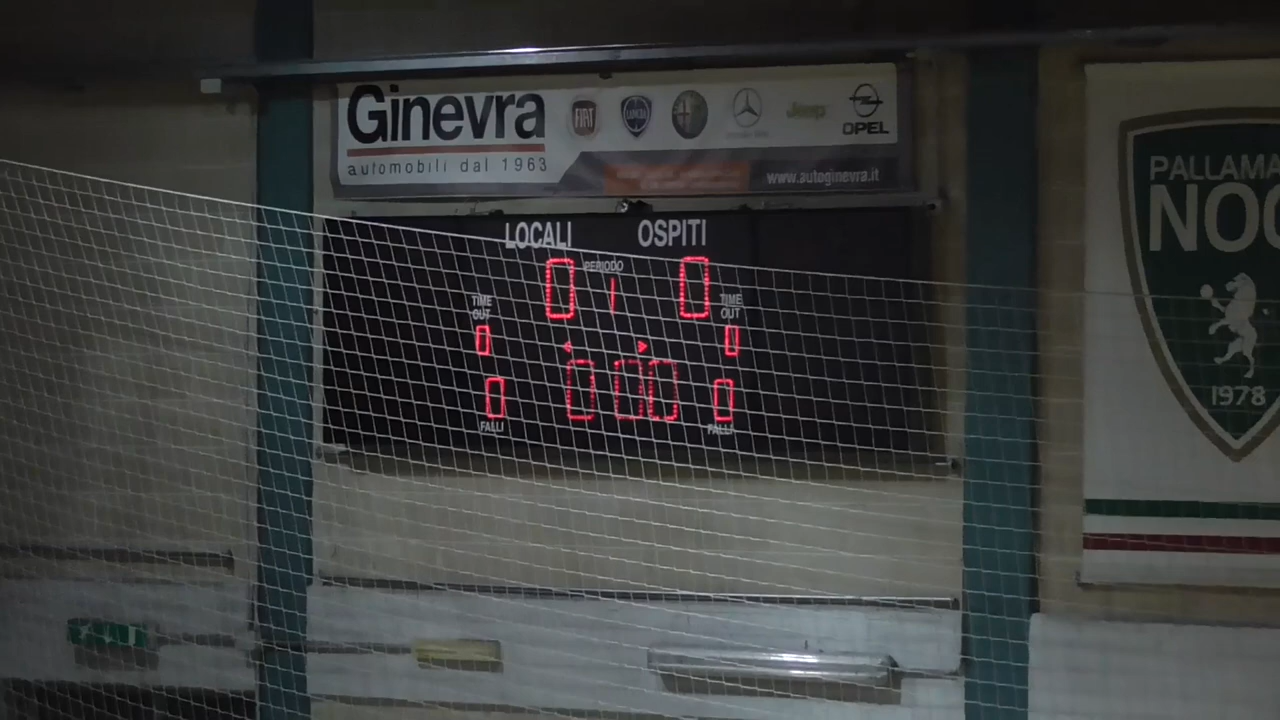 Ginevra
automobili dal 1963
FIAT
LANCIA
Jeep
OPEL
www.autoginevra.it
LOCALI OSPITI
PERIODO
0 1 0
TIME OUT TIME OUT
0 0
0 00
0 0
FALLI FALLI
PALLAMA
NOC
1978